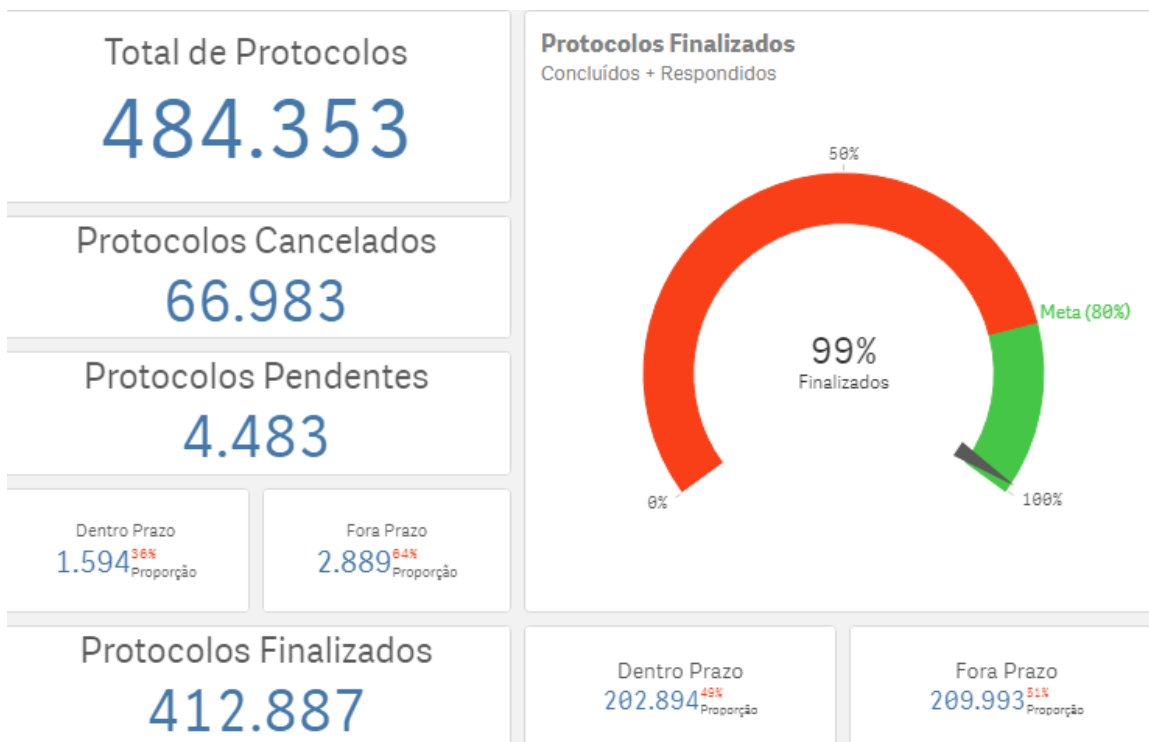 Total de Protocolos
484.353
Protocolos Cancelados
66.983
Protocolos Pendentes
4.483
Dentro Prazo
1.594 36% Proporção
Fora Prazo
2.889 64% Proporção
Protocolos Finalizados
412.887
Protocolos Finalizados
Concluídos + Respondidos
50%
Meta (80%)
99%
Finalizados
0%
100%
Dentro Prazo
202.894 49% Proporção
Fora Prazo
209.993 51% Proporção